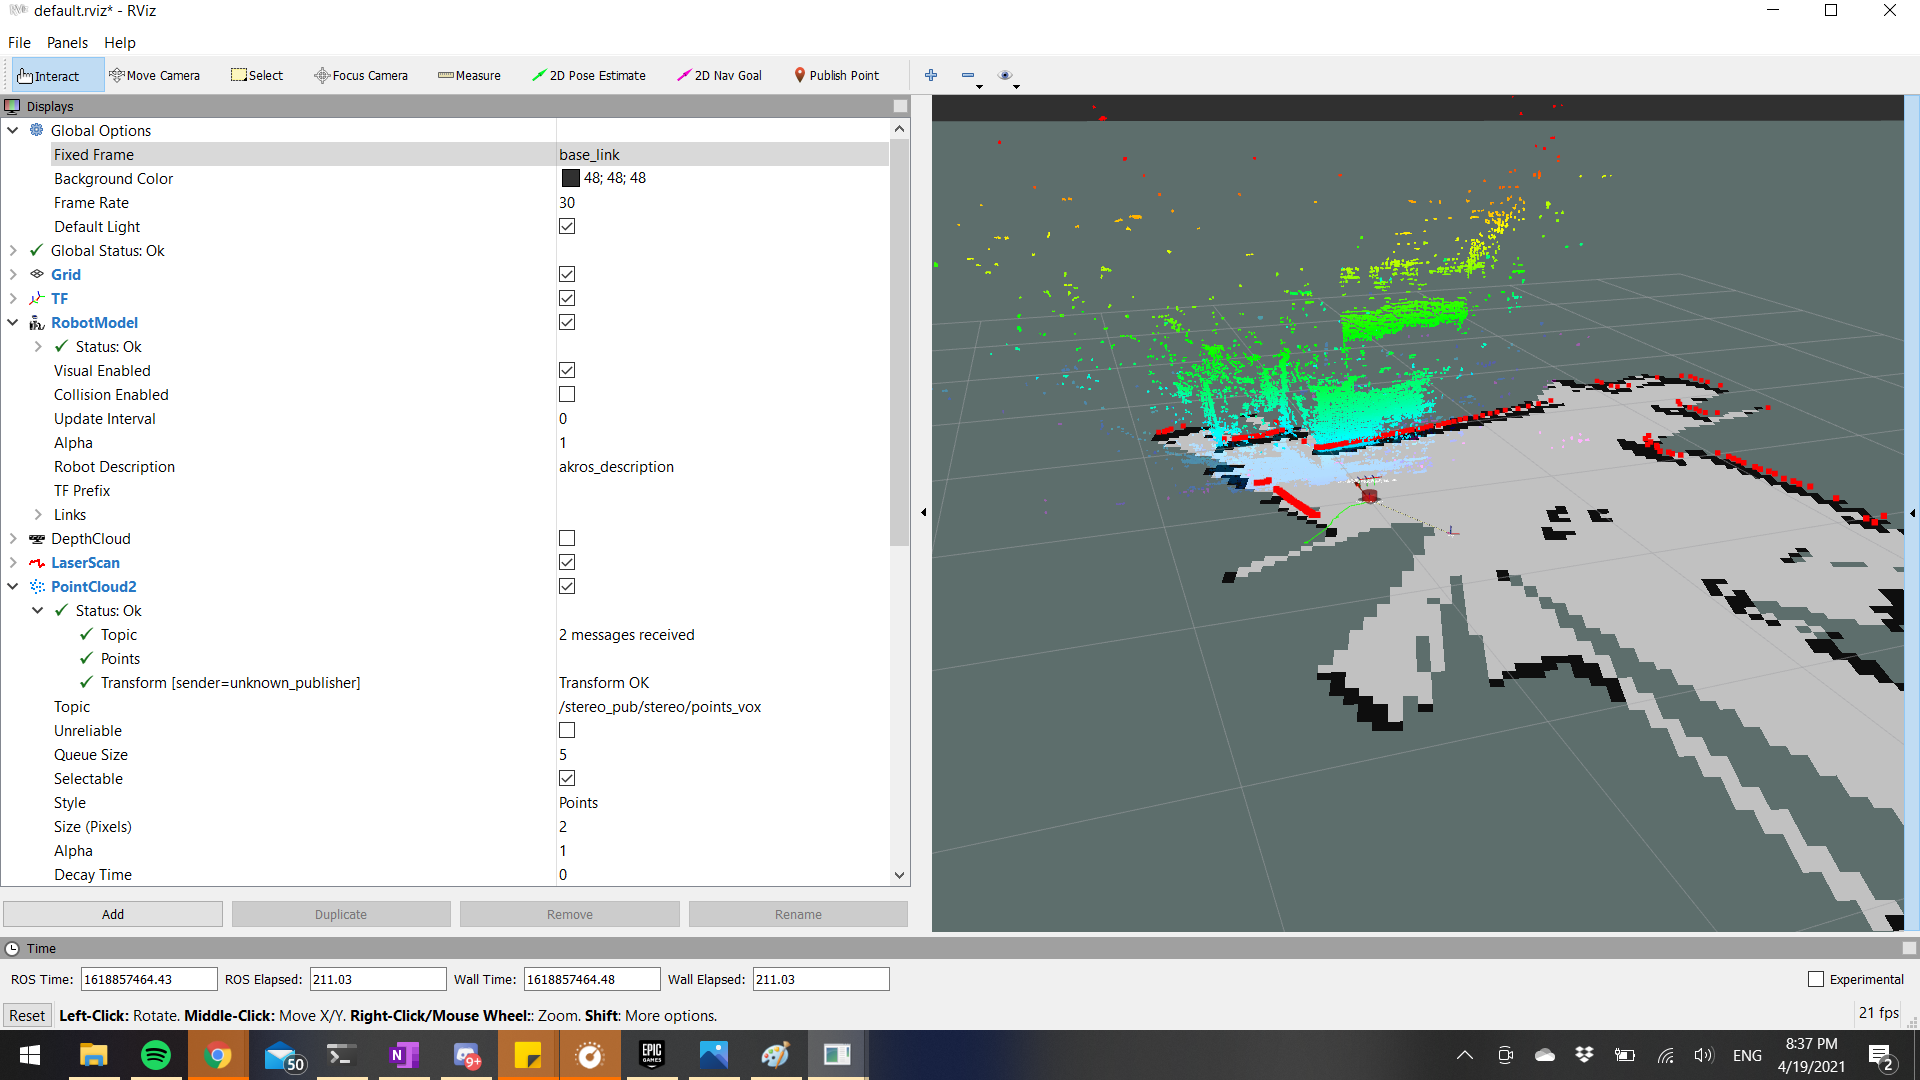 default.rviz* - RViz
File Panels Help
Interact Move Camera Select Focus Camera Measure 2D Pose Estimate 2D Nav Goal Publish Point
Displays
Global Options
Fixed Frame base_link
Background Color 48; 48; 48
Frame Rate 30
Default Light
Global Status: Ok
Grid
TF
RobotModel
Status: Ok
Visual Enabled
Collision Enabled
Update Interval 0
Alpha 1
Robot Description akros_description
TF Prefix
Links
DepthCloud
LaserScan
PointCloud2
Status: Ok
Topic 2 messages received
Points
Transform [sender=unknown_publisher] Transform OK
Topic /stereo_pub/stereo/points_vox
Unreliable
Queue Size 5
Selectable
Style Points
Size (Pixels) 2
Alpha 1
Decay Time 0
Add Duplicate Remove Rename
Time
ROS Time: 1618857464.43 ROS Elapsed: 211.03 Wall Time: 1618857464.48 Wall Elapsed: 211.03 Experimental
Reset Left-Click: Rotate. Middle-Click: Move X/Y. Right-Click/Mouse Wheel:: Zoom. Shift: More options. 21 fps
50 N 9+ EPIC GAMES ENG 8:37 PM 2
4/19/2021